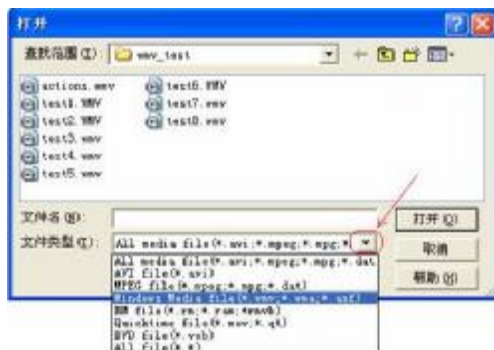 打开
查找范围(I):
wmv_test
actions.wmv
test1.WMV
test2.WMV
test3.wmv
test4.wmv
test5.wmv
test6.WMV
test7.wmv
test8.wmv
文件名(N):
打开(O)
文件类型(T):
All media file(*.avi;*.mpeg;*.mpg;*.
取消
All media file(*.avi;*.mpeg;*.mpg;*.dat
AVI file(*.avi)
MPEG file(*.mpeg;*.mpg;*.dat)
帮助(H)
Windows Media file(*.wmv;*.wma;*.asf)
RM file(*.rm;*.ram;*rmvb)
Quicktime file(*.mov;*.qt)
DVD file(*.vob)
All file(*.*)